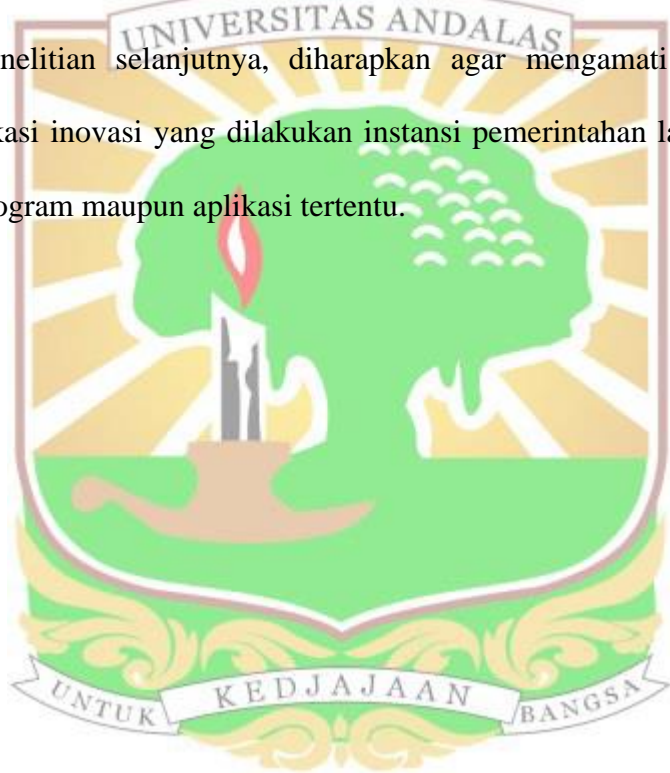 UNIVERSITAS ANDALAS
nelitian selanjutnya, diharapkan agar mengamati
kasi inovasi yang dilakukan instansi pemerintahan la
ogram maupun aplikasi tertentu.
UNTUK KEDJAJAAN BANGSA